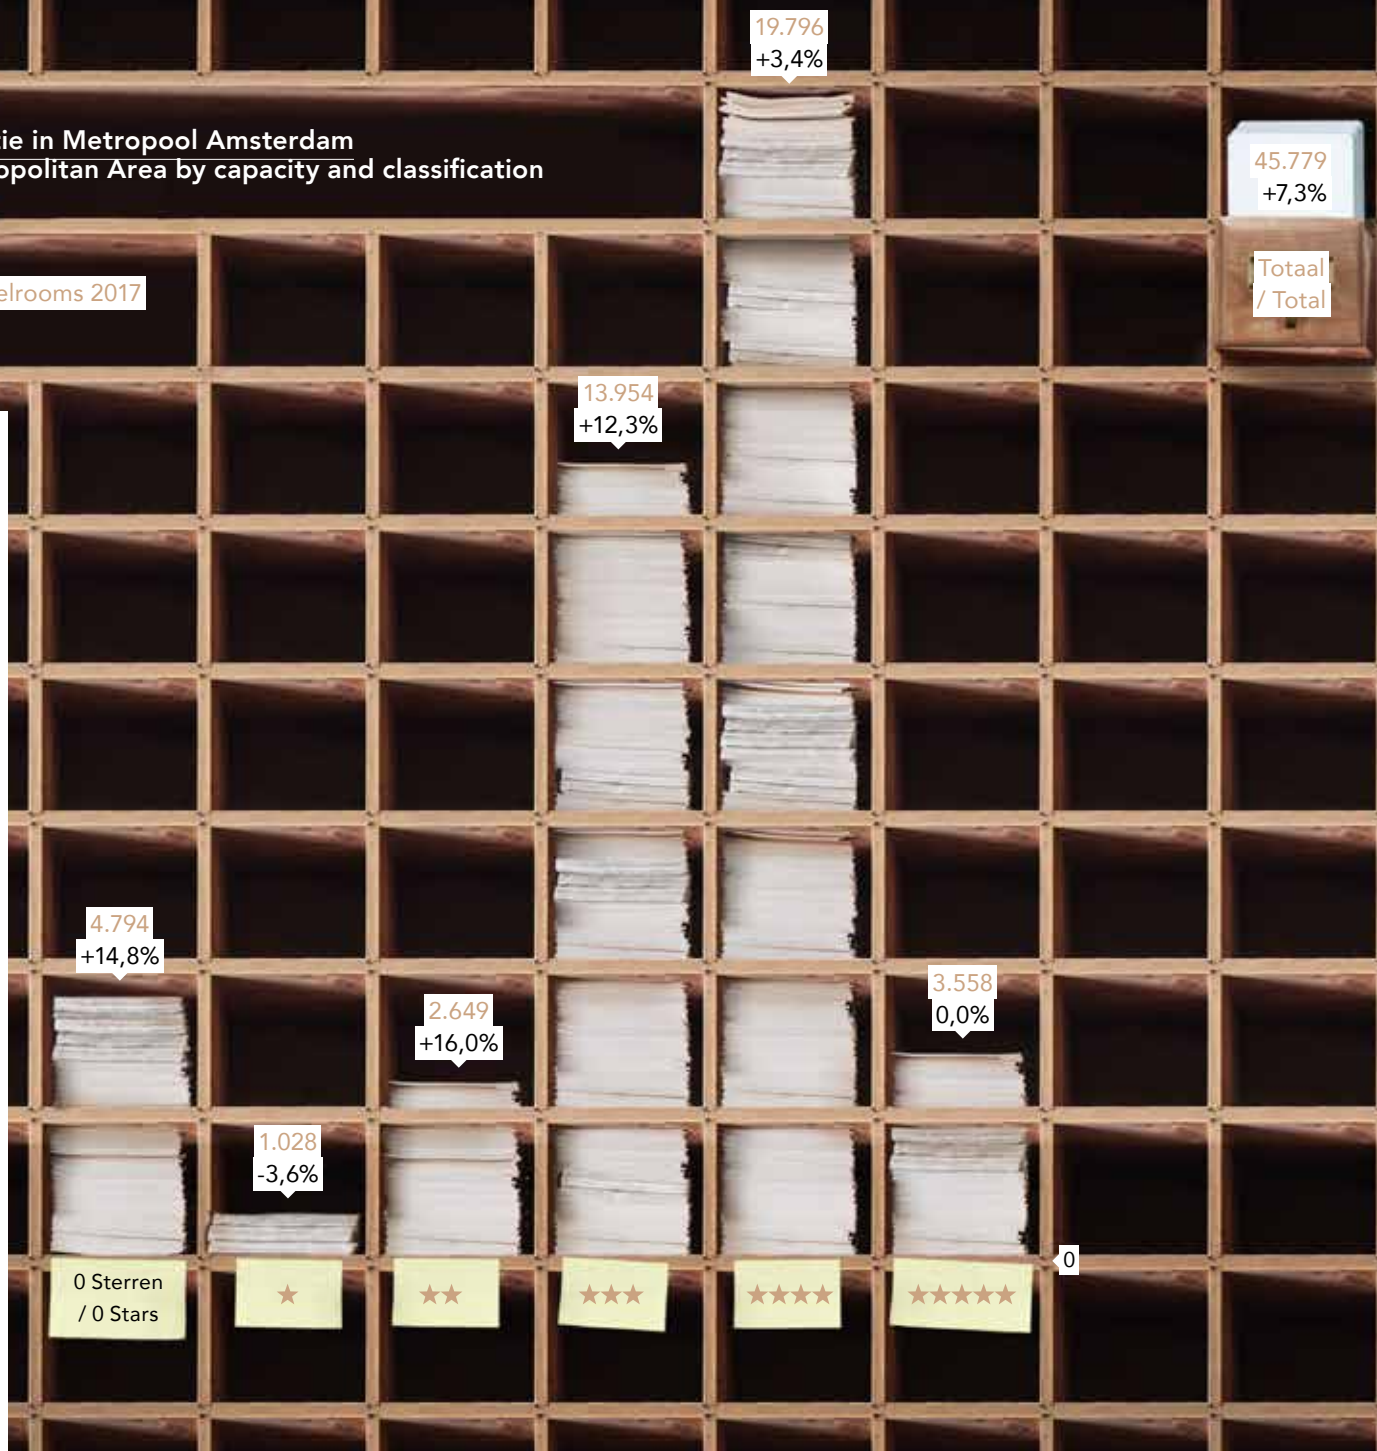 19.796
+3,4%
tie in Metropool Amsterdam
opolitan Area by capacity and classification
45.779
+7,3%
Totaal
/ Total
elrooms 2017
13.954
+12,3%
4.794
+14,8%
2.649
+16,0%
3.558
0,0%
1.028
-3,6%
0
0 Sterren
/ 0 Stars
★
★★
★★★
★★★★
★★★★★